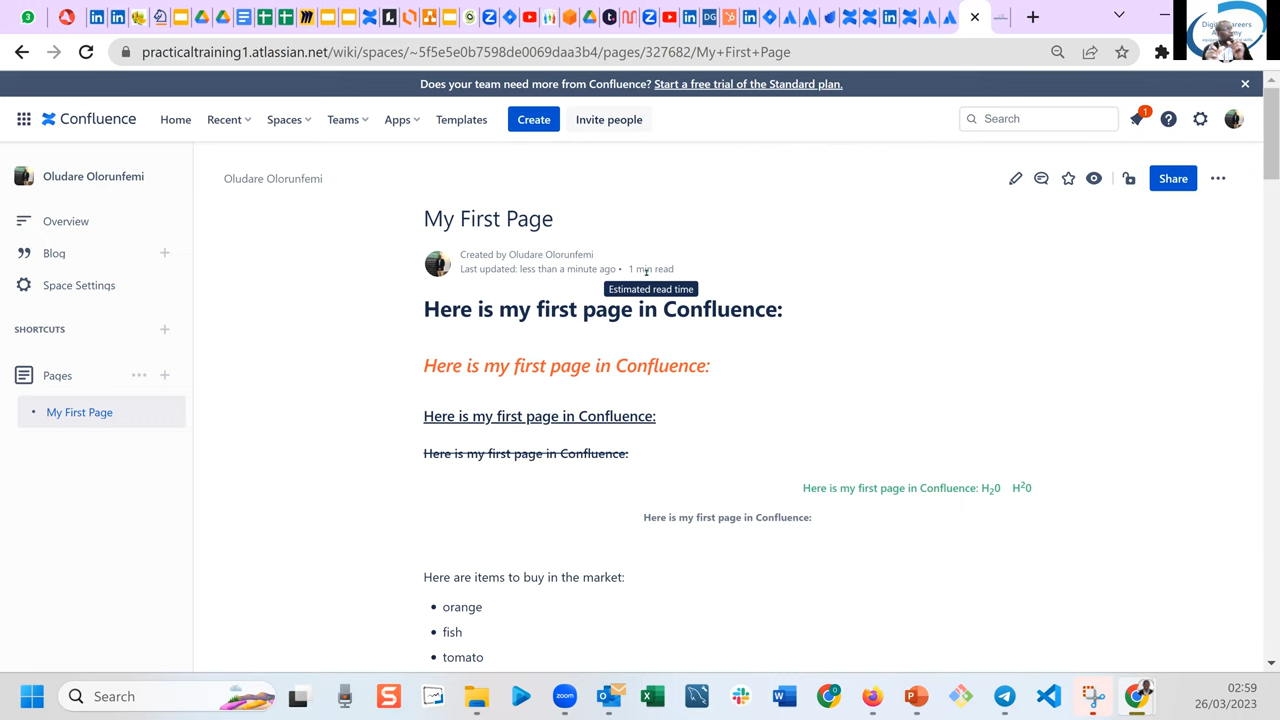 practicaltraining1.atlassian.net/wiki/spaces/~5f5e5e0b7598de0069daa3b4/pages/327682/My+First+Page
Does your team need more from Confluence? Start a free trial of the Standard plan.
Confluence Home Recent Spaces Teams Apps Templates Create Invite people Search 1
Oludare Olorunfemi
Overview
Blog
Space Settings
SHORTCUTS
Pages
My First Page
Oludare Olorunfemi
Share
My First Page
Created by Oludare Olorunfemi
Last updated: less than a minute ago • 1 min read
Estimated read time
Here is my first page in Confluence:
Here is my first page in Confluence:
Here is my first page in Confluence:
Here is my first page in Confluence:
Here is my first page in Confluence: H₂0 H²0
Here is my first page in Confluence:
Here are items to buy in the market:
• orange
• fish
• tomato
Search
02:59
26/03/2023